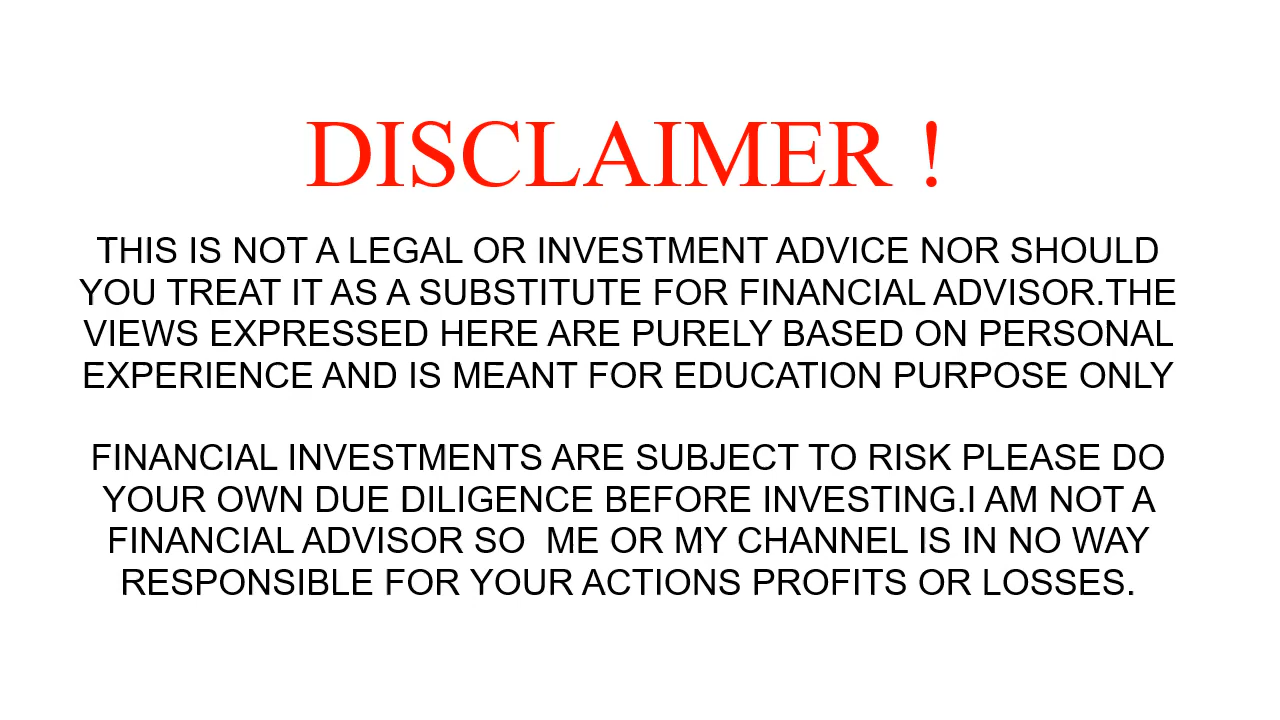 DISCLAIMER !
THIS IS NOT A LEGAL OR INVESTMENT ADVICE NOR SHOULD
YOU TREAT IT AS A SUBSTITUTE FOR FINANCIAL ADVISOR.THE
VIEWS EXPRESSED HERE ARE PURELY BASED ON PERSONAL
EXPERIENCE AND IS MEANT FOR EDUCATION PURPOSE ONLY
FINANCIAL INVESTMENTS ARE SUBJECT TO RISK PLEASE DO
YOUR OWN DUE DILIGENCE BEFORE INVESTING.I AM NOT A
FINANCIAL ADVISOR SO  ME OR MY CHANNEL IS IN NO WAY
RESPONSIBLE FOR YOUR ACTIONS PROFITS OR LOSSES.